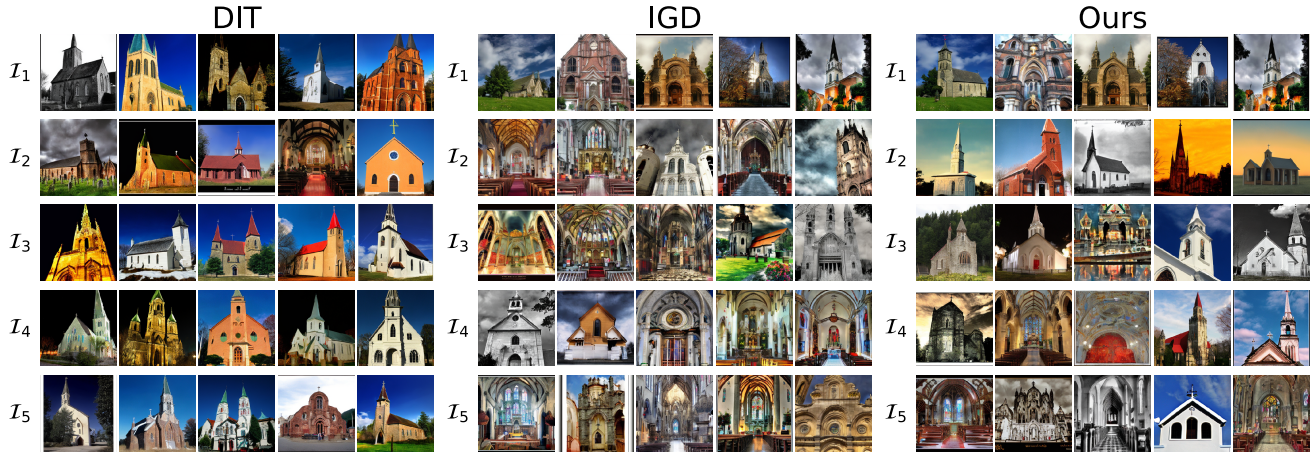 DIT IGD Ours
I₁ I₁ I₁
I₂ I₂ I₂
I₃ I₃ I₃
I₄ I₄ I₄
I₅ I₅ I₅